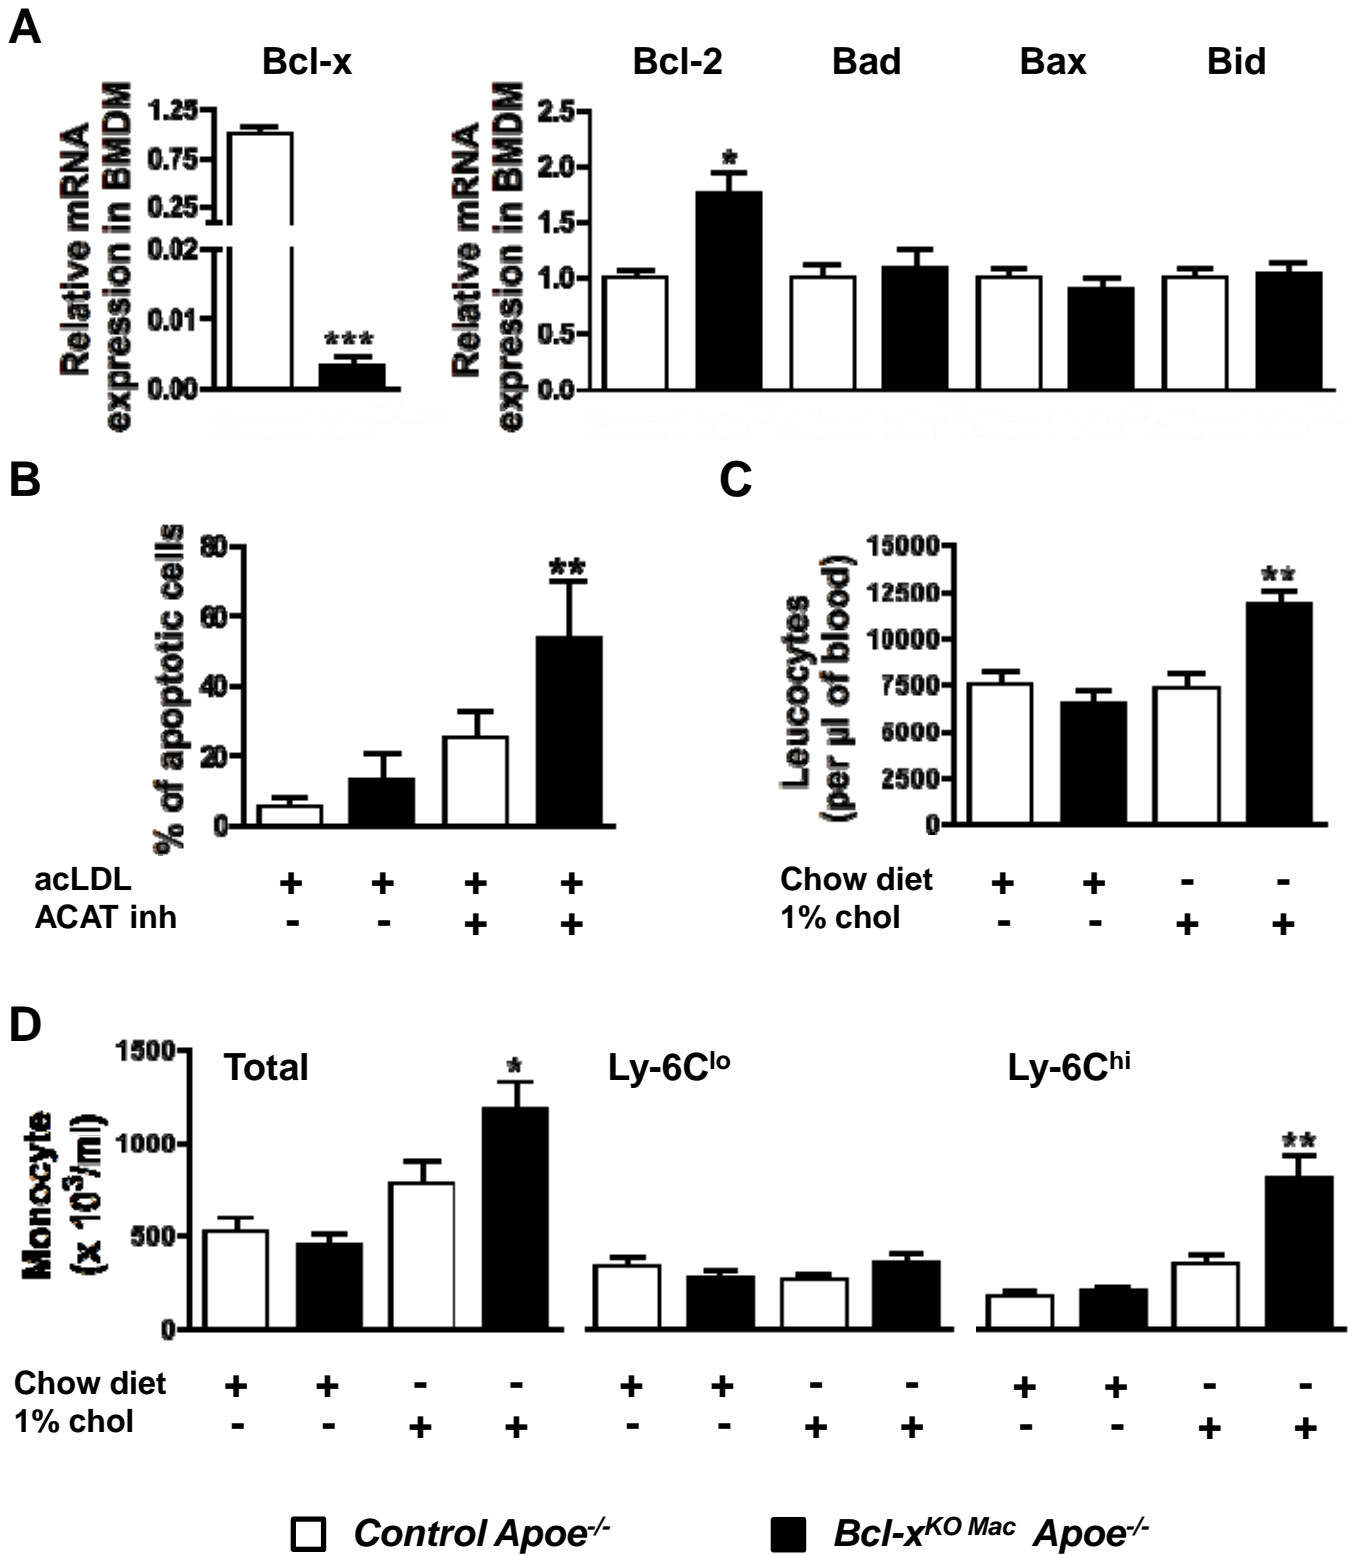 A
Bcl-x
Bcl-2 Bad Bax Bid
Relative mRNA
expression in BMDM
1.25
0.75
0.25
0.02
0.01
0.00
***
Relative mRNA
expression in BMDM
2.5
2.0
1.5
1.0
0.5
0.0
*
B
% of apoptotic cells
80
60
40
20
0
**
acLDL + + + +
ACAT inh - - + +
C
Leucocytes
(per µl of blood)
15000
12500
10000
7500
5000
2500
0
**
Chow diet + + - -
1% chol - - + +
D
Monocyte
(x 10³/ml)
1500
1000
500
0
Total
*
Ly-6Clo
Ly-6Chi
**
Chow diet + + - - + + - - + + - -
1% chol - - + + - - + + - - + +
Control Apoe-/- Bcl-xKO Mac Apoe-/-